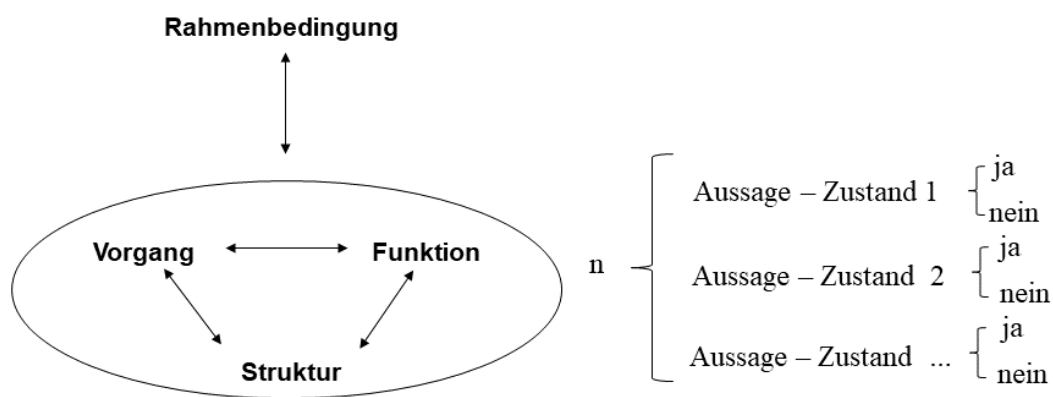 Rahmenbedingung
Vorgang
Funktion
Struktur
n
Aussage – Zustand 1
ja
nein
Aussage – Zustand 2
ja
nein
Aussage – Zustand ...
ja
nein